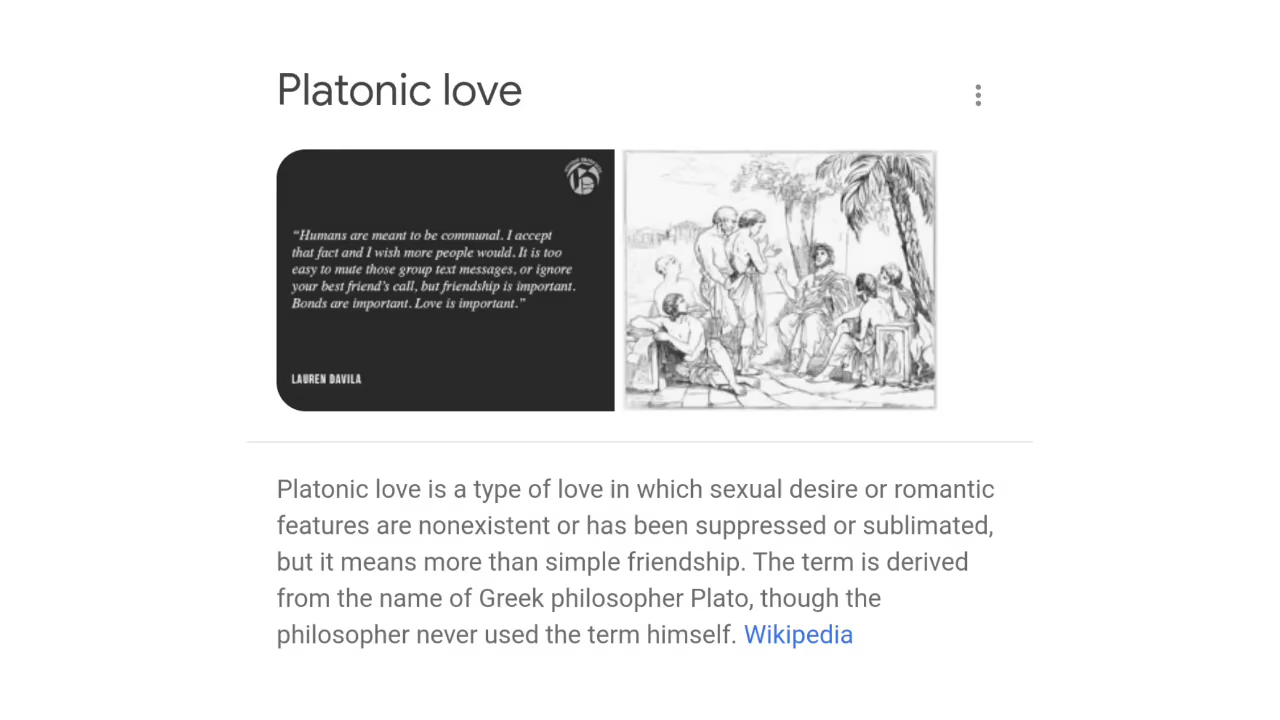 Platonic love
“Humans are meant to be communal. I accept
that fact and I wish more people would. It is too
easy to mute those group text messages, or ignore
your best friend’s call, but friendship is important.
Bonds are important. Love is important.”
LAUREN DAVILA
Platonic love is a type of love in which sexual desire or romantic
features are nonexistent or has been suppressed or sublimated,
but it means more than simple friendship. The term is derived
from the name of Greek philosopher Plato, though the
philosopher never used the term himself. Wikipedia